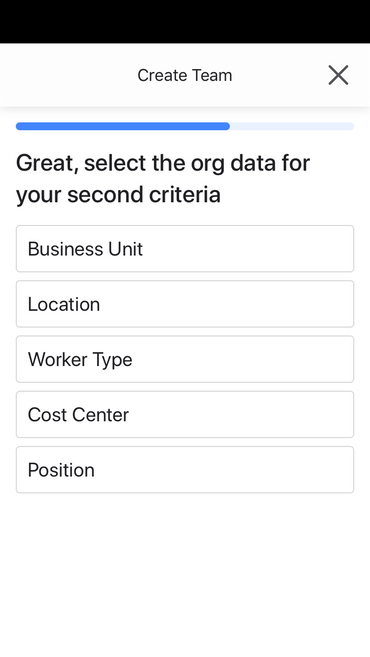 Create Team
Great, select the org data for
your second criteria
Business Unit
Location
Worker Type
Cost Center
Position